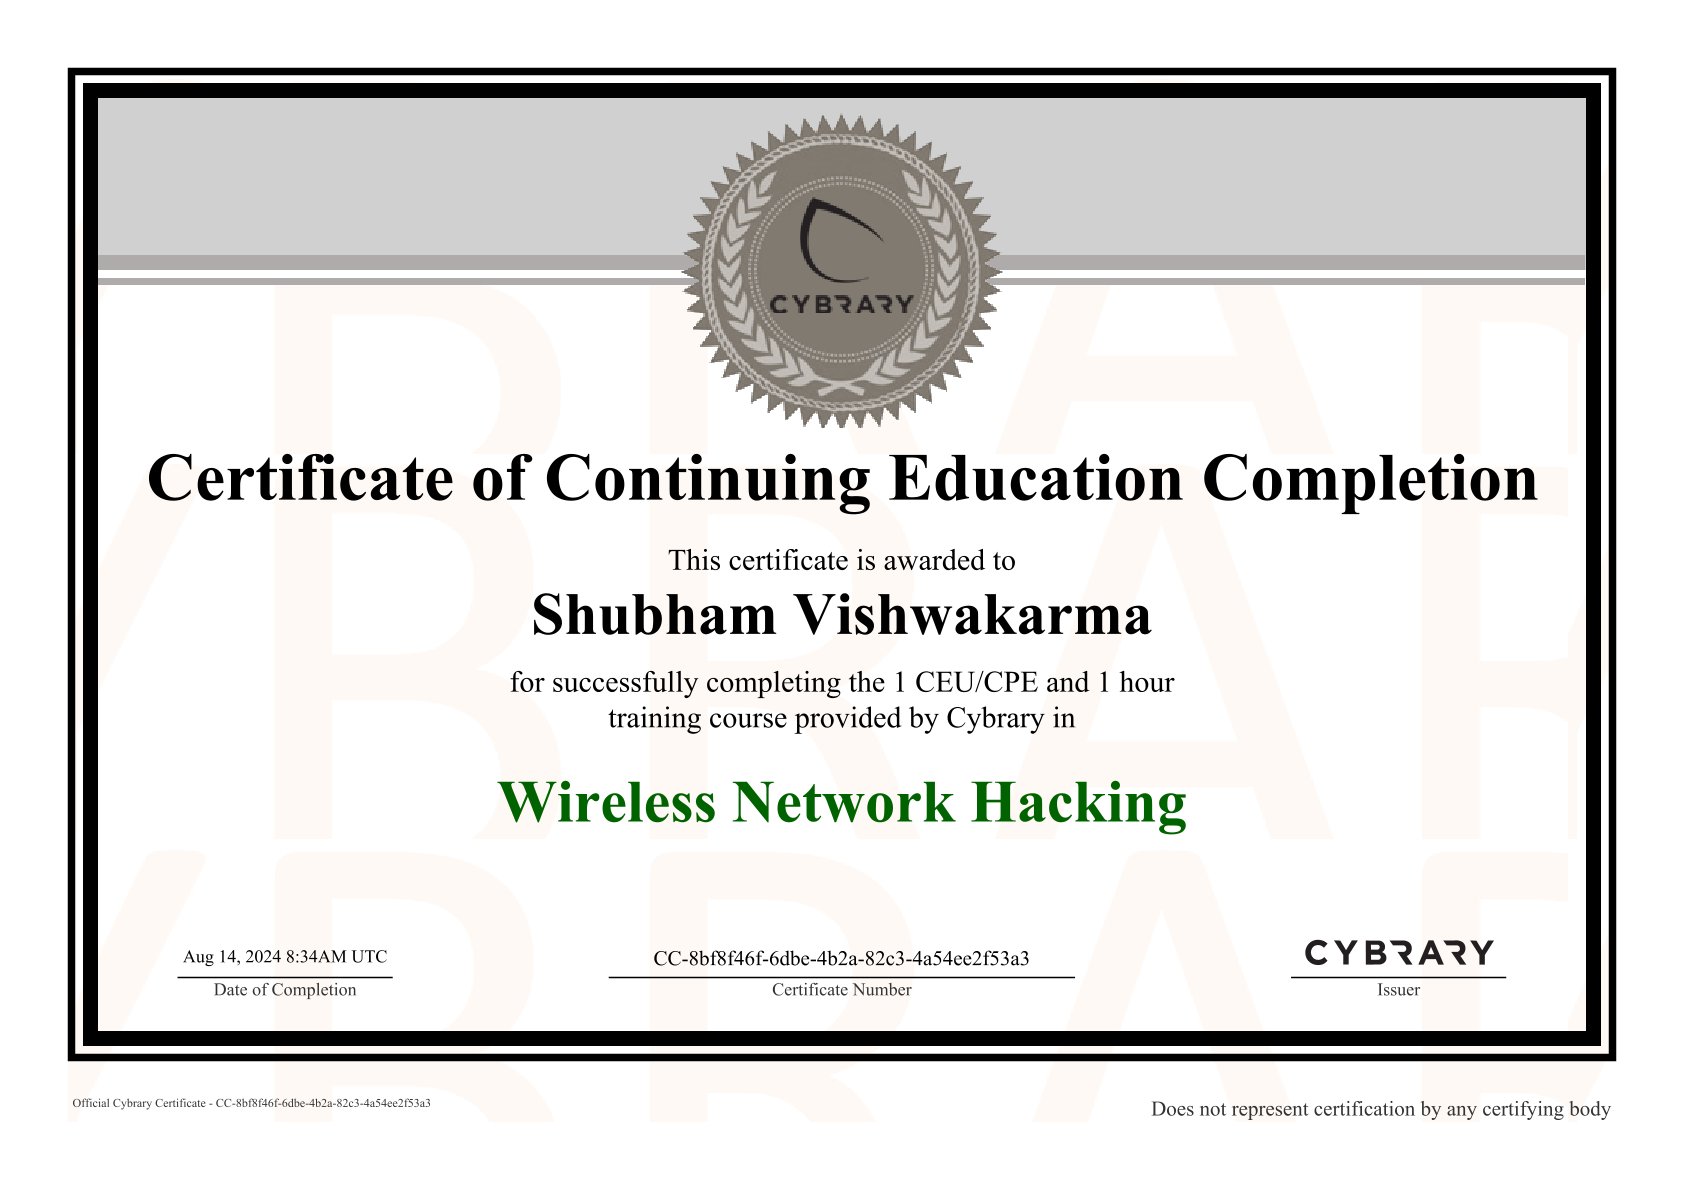 CYBRARY
Certificate of Continuing Education Completion
This certificate is awarded to
Shubham Vishwakarma
for successfully completing the 1 CEU/CPE and 1 hour
training course provided by Cybrary in
Wireless Network Hacking
Aug 14, 2024 8:34AM UTC
Date of Completion
CC-8bf8f46f-6dbe-4b2a-82c3-4a54ee2f53a3
Certificate Number
CYBRARY
Issuer
Official Cybrary Certificate - CC-8bf8f46f-6dbe-4b2a-82c3-4a54ee2f53a3
Does not represent certification by any certifying body